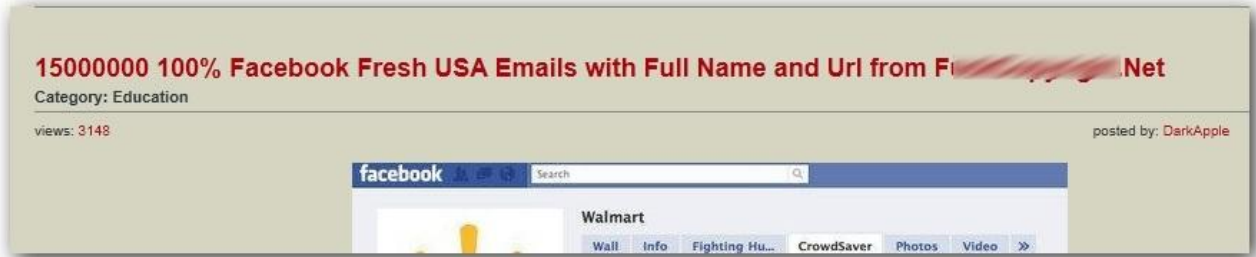 15000000 100% Facebook Fresh USA Emails with Full Name and Url from .Net
Category: Education
views: 3148 posted by: DarkApple
facebook Search
Walmart
Wall Info Fighting Hu... CrowdSaver Photos Video »